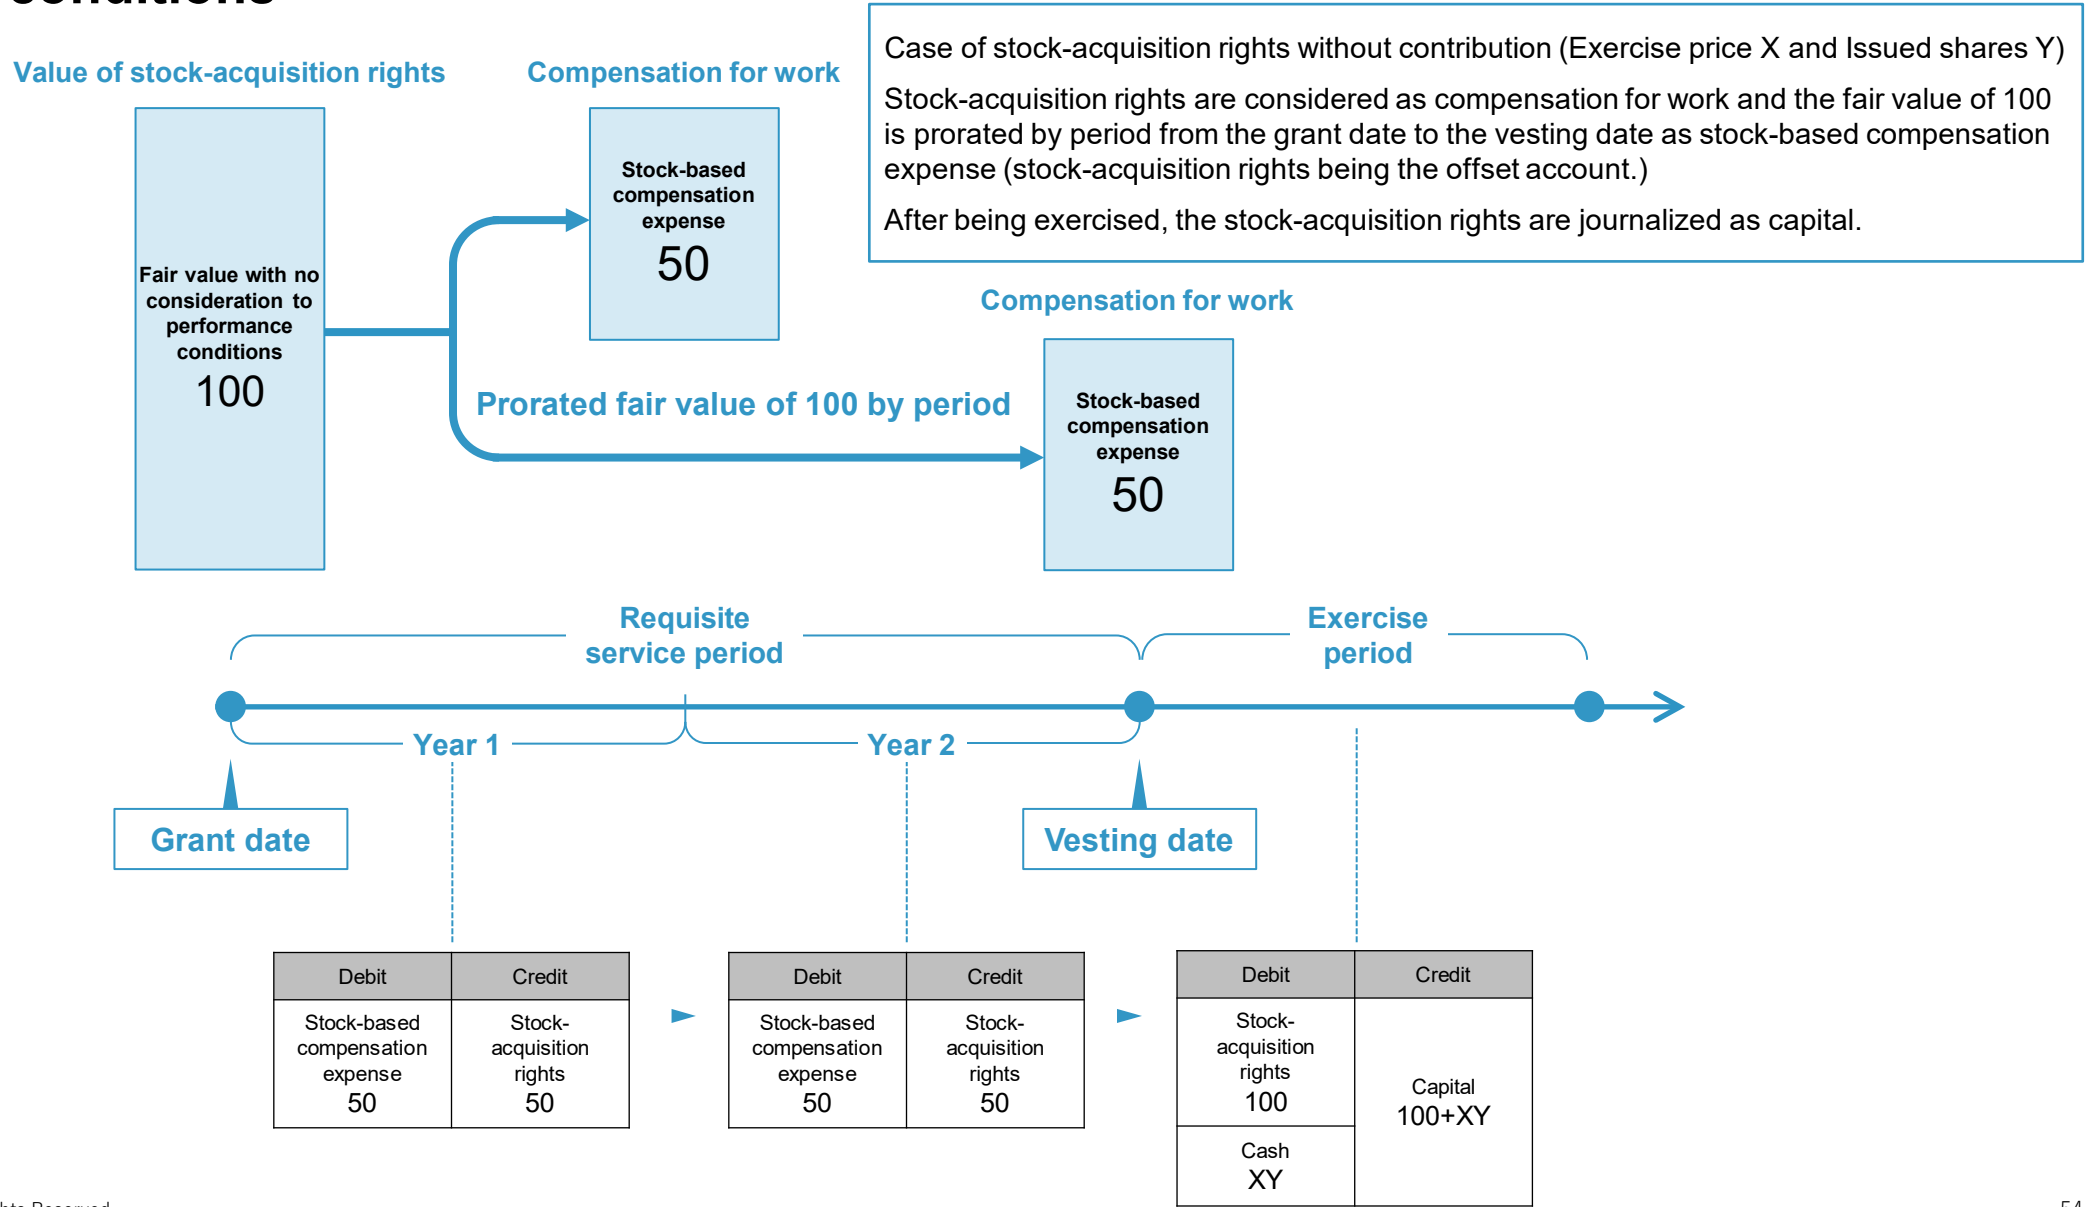 conditions
Case of stock-acquisition rights without contribution (Exercise price X and Issued shares Y)
Stock-acquisition rights are considered as compensation for work and the fair value of 100
is prorated by period from the grant date to the vesting date as stock-based compensation
expense (stock-acquisition rights being the offset account.)
After being exercised, the stock-acquisition rights are journalized as capital.
Value of stock-acquisition rights
Compensation for work
Fair value with no
consideration to
performance
conditions
100
Stock-based
compensation
expense
50
Compensation for work
Prorated fair value of 100 by period
Stock-based
compensation
expense
50
Requisite
service period
Exercise
period
Year 1
Year 2
Grant date
Vesting date
Debit
Credit
Stock-based
compensation
expense
50
Stock-
acquisition
rights
50
Debit
Credit
Stock-based
compensation
expense
50
Stock-
acquisition
rights
50
Debit
Credit
Stock-
acquisition
rights
100
Cash
XY
Capital
100+XY
Reserved
54